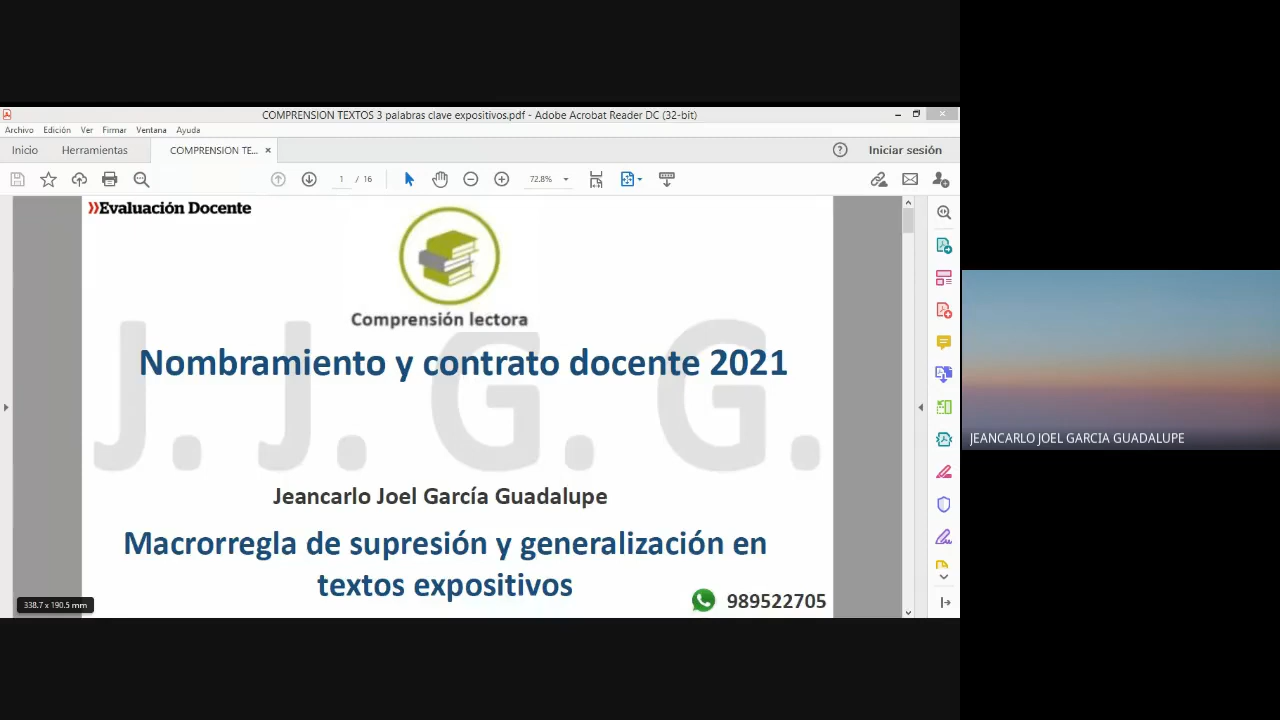 COMPRENSION TEXTOS 3 palabras clave expositivos.pdf - Adobe Acrobat Reader DC (32-bit)
Archivo Edición Ver Firmar Ventana Ayuda
Inicio Herramientas COMPRENSION TE... × Iniciar sesión
1 / 16 72.8%
Evaluación Docente
Comprensión lectora
J. J. G. G.
Nombramiento y contrato docente 2021
Jeancarlo Joel García Guadalupe
Macrorregla de supresión y generalización en
textos expositivos
989522705
338.7 x 190.5 mm
JEANCARLO JOEL GARCIA GUADALUPE